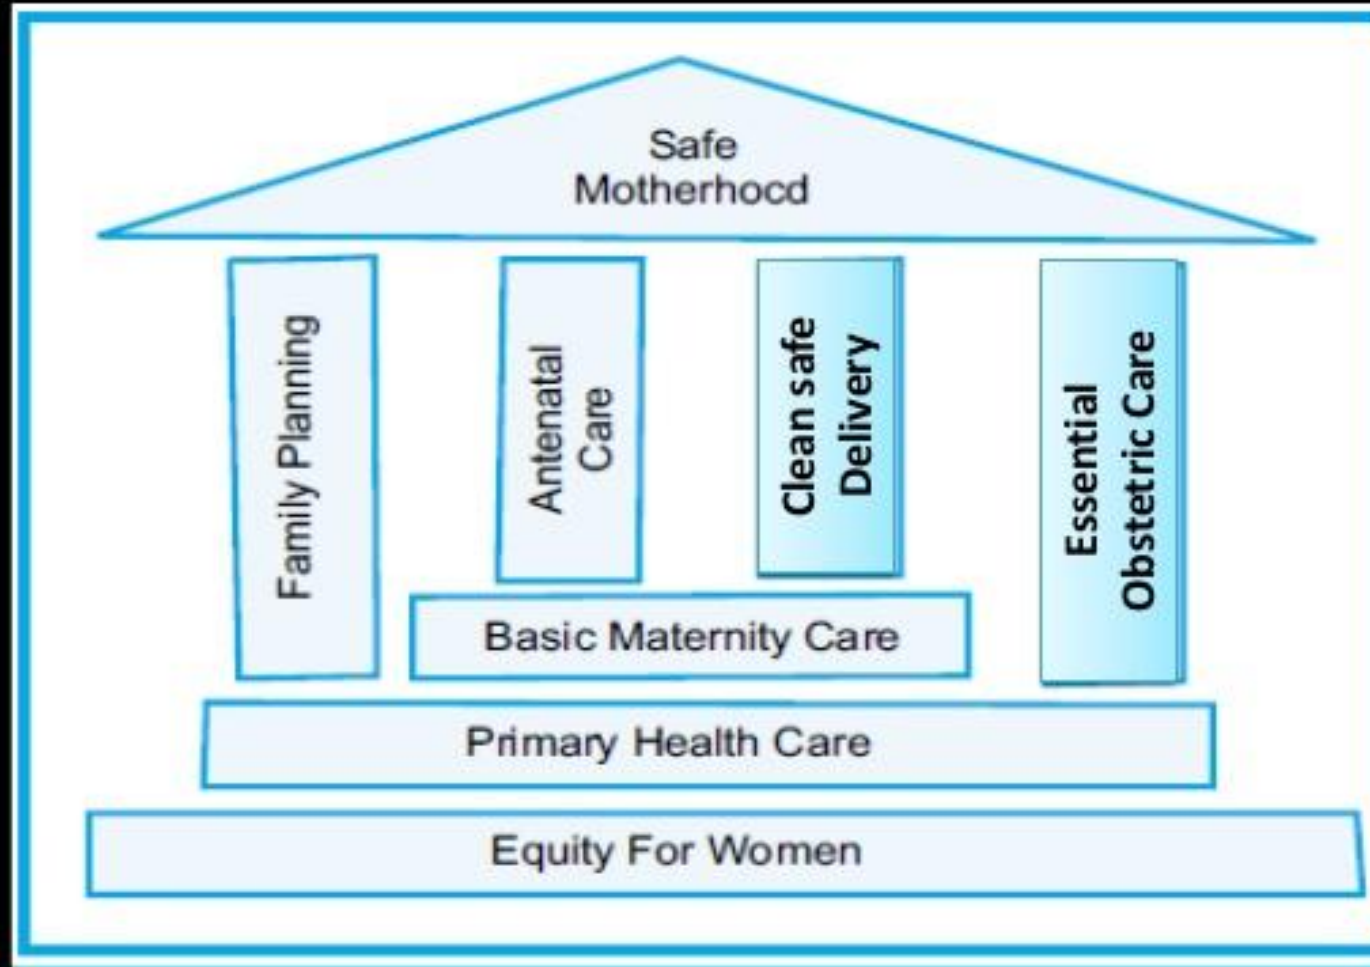 Safe
Motherhocd
Family Planning
Antenatal
Care
Clean safe
Delivery
Essential
Obstetric Care
Basic Maternity Care
Primary Health Care
Equity For Women